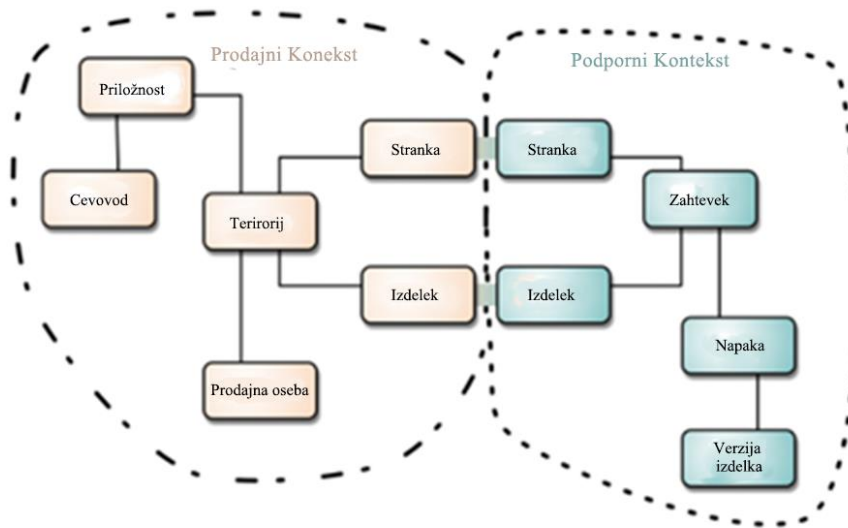 Prodajni Konekst
Podporni Kontekst
Priložnost
Stranka
Stranka
Cevovod
Zahtevek
Terirorij
Izdelek
Izdelek
Napaka
Prodajna oseba
Verzija
izdelka